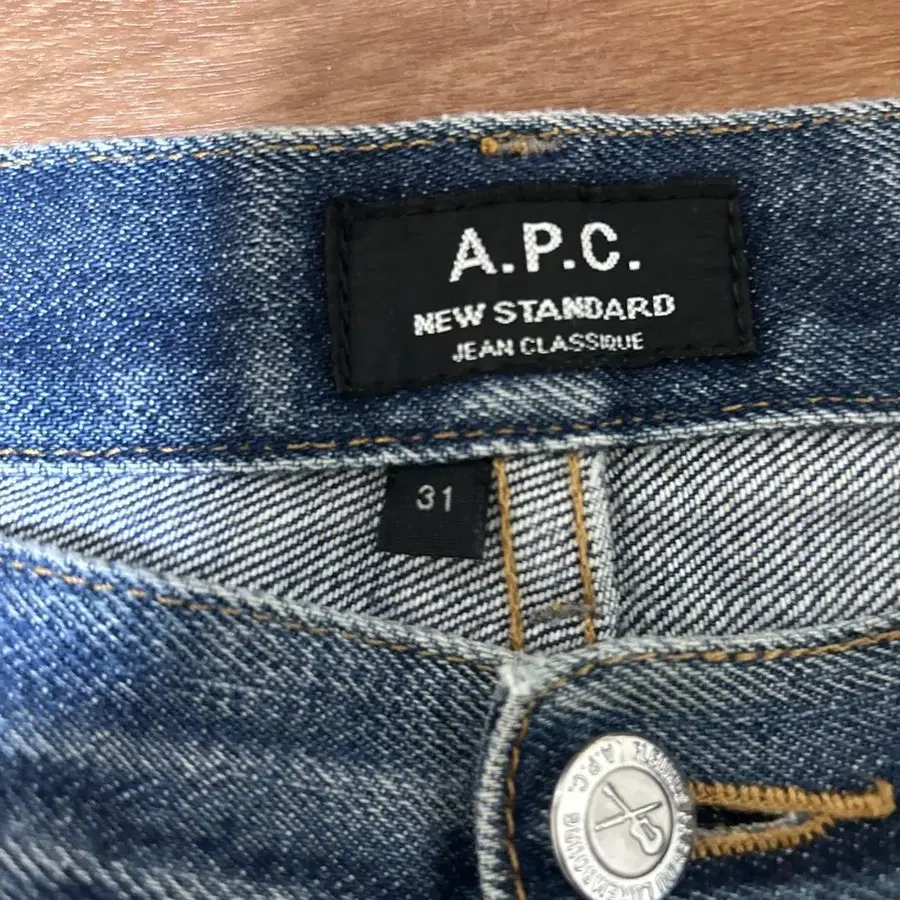 A.P.C.
NEW STANDARD
JEAN CLASSIQUE
31
A.P.C.